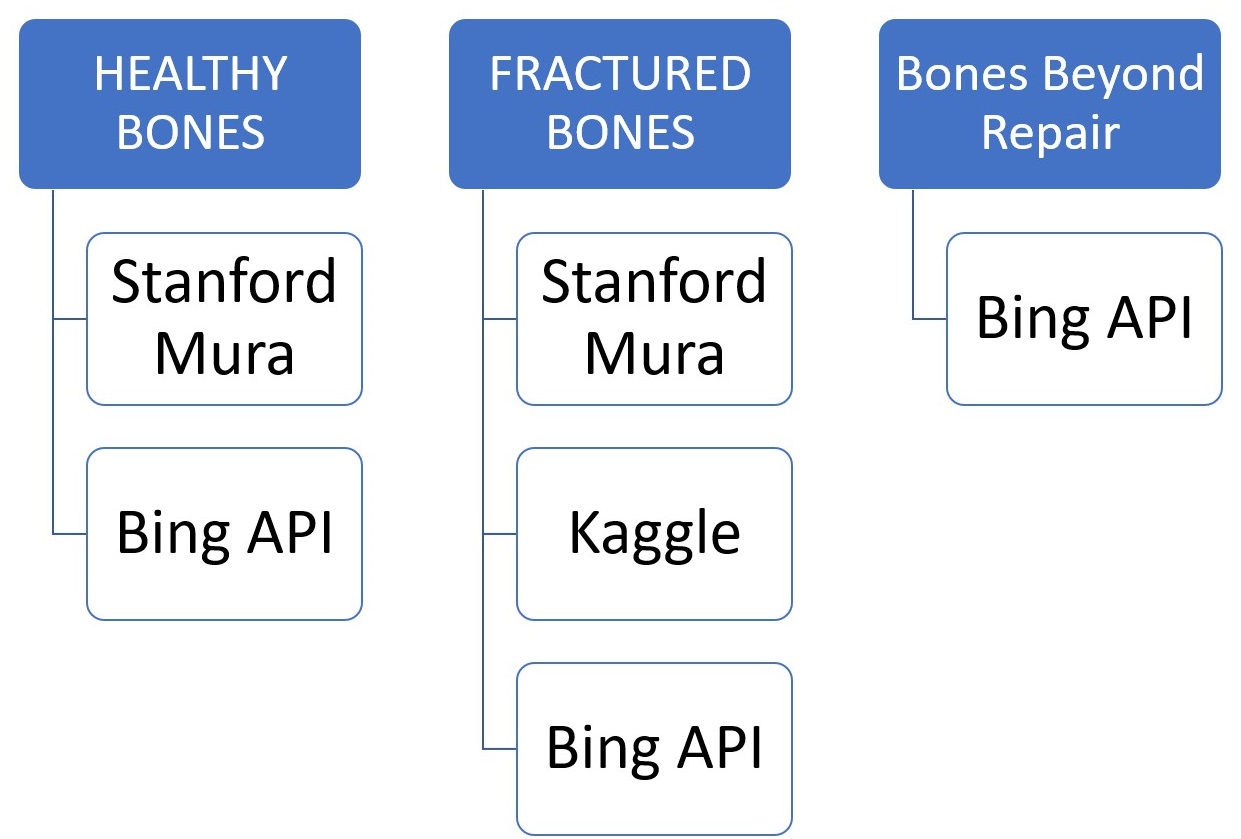 HEALTHY
BONES
Stanford
Mura
Bing API
FRACTURED
BONES
Stanford
Mura
Kaggle
Bing API
Bones Beyond
Repair
Bing API